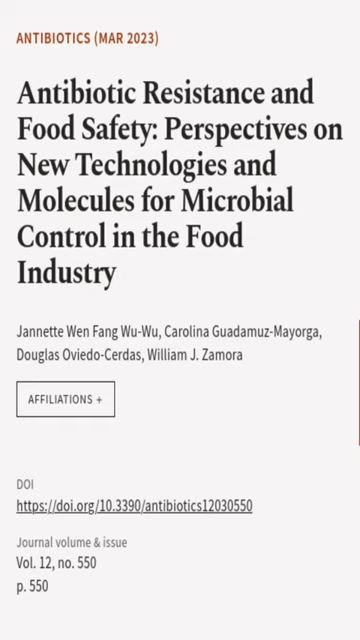 ANTIBIOTICS (MAR 2023)
Antibiotic Resistance and
Food Safety: Perspectives on
New Technologies and
Molecules for Microbial
Control in the Food
Industry
Jannette Wen Fang Wu-Wu, Carolina Guadamuz-Mayorga,
Douglas Oviedo-Cerdas, William J. Zamora
AFFILIATIONS +
DOI
https://doi.org/10.3390/antibiotics12030550
Journal volume & issue
Vol. 12, no. 550
p. 550